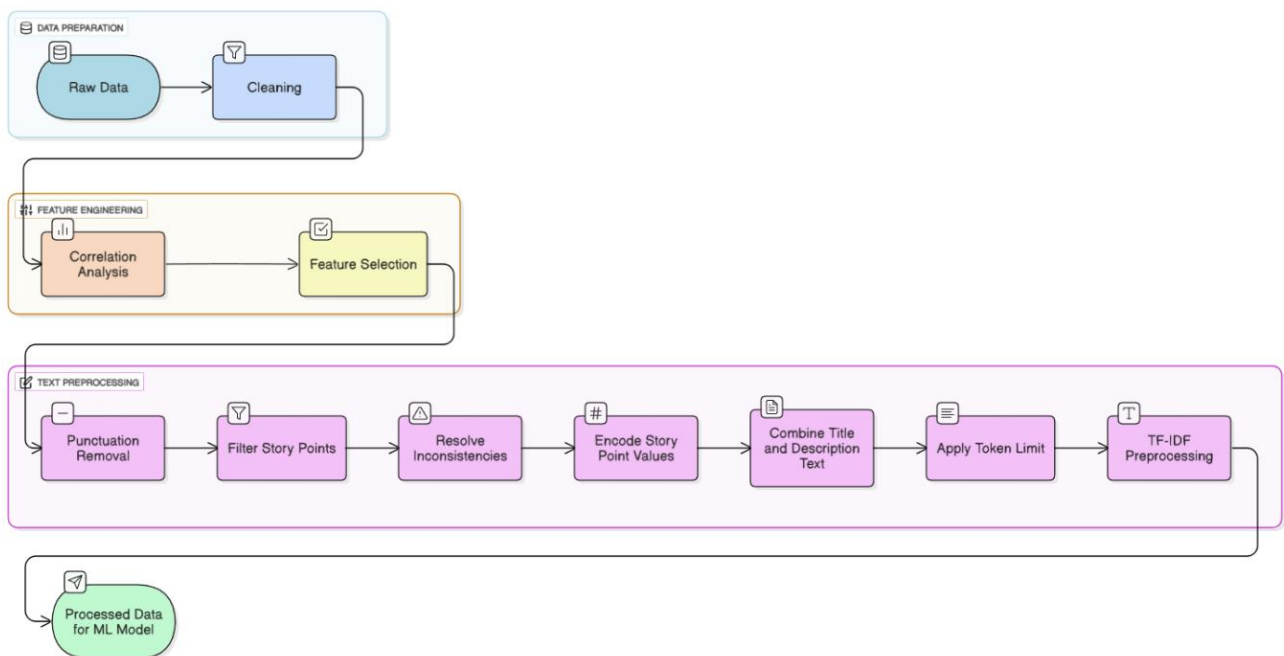 DATA PREPARATION
Raw Data
Cleaning
FEATURE ENGINEERING
Correlation
Analysis
Feature Selection
TEXT PREPROCESSING
Punctuation
Removal
Filter Story Points
Resolve
Inconsistencies
#
Encode Story
Point Values
Combine Title
and Description
Text
Apply Token Limit
T
TF-IDF
Preprocessing
Processed Data
for ML Model